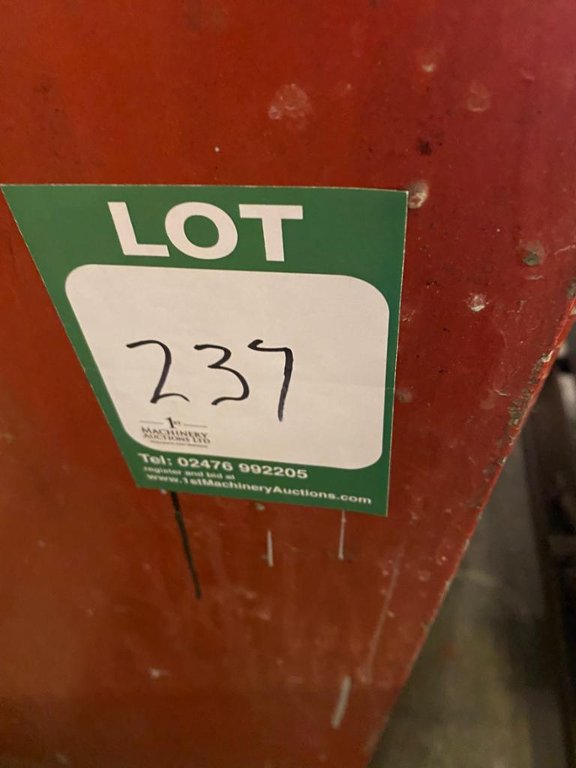 LOT
237
1st
MACHINERY
AUCTIONS LTD
Tel: 02476 992205
register and bid at
www.1stMachineryAuctions.com